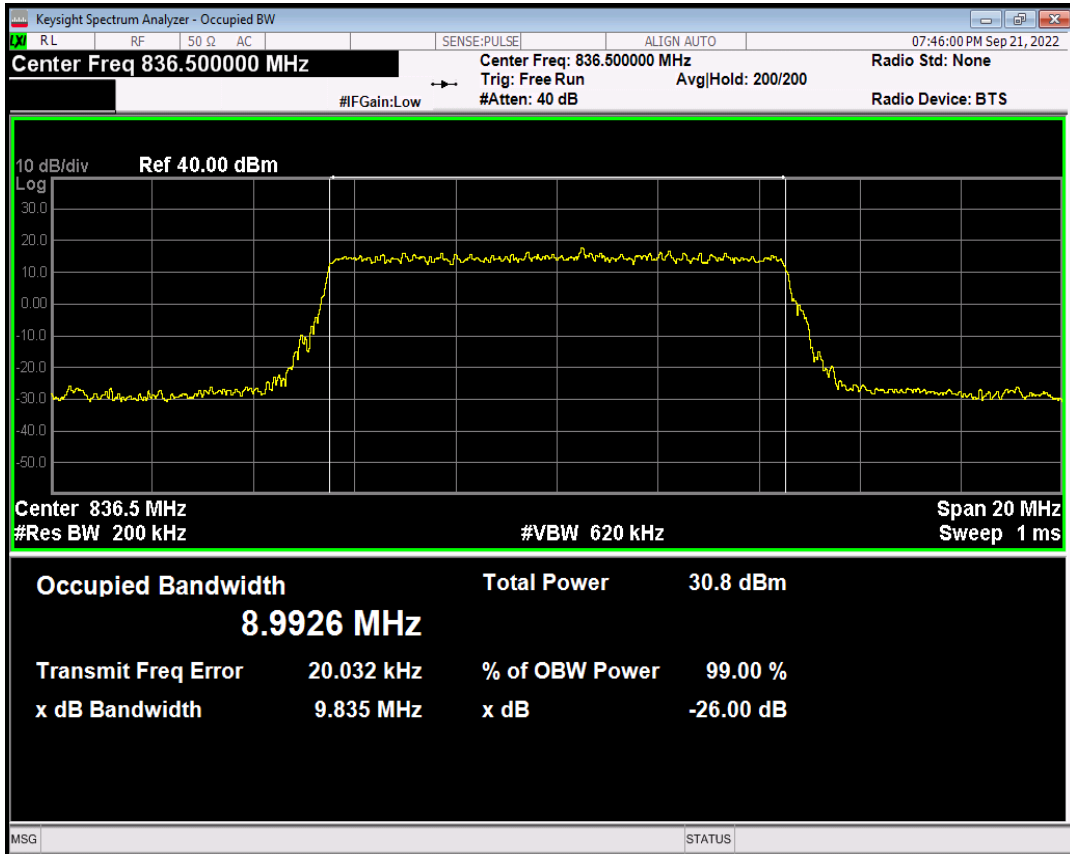 Keysight Spectrum Analyzer - Occupied BW
LXI RL RF 50 Ω AC SENSE:PULSE ALIGN AUTO 07:46:00 PM Sep 21, 2022
Center Freq 836.500000 MHz Center Freq: 836.500000 MHz Radio Std: None
Trig: Free Run Avg|Hold: 200/200
#IFGain:Low #Atten: 40 dB Radio Device: BTS
10 dB/div Ref 40.00 dBm
Log
30.0
20.0
10.0
0.00
-10.0
-20.0
-30.0
-40.0
-50.0
Center 836.5 MHz Span 20 MHz
#Res BW 200 kHz #VBW 620 kHz Sweep 1 ms
Occupied Bandwidth Total Power 30.8 dBm
8.9926 MHz
Transmit Freq Error 20.032 kHz % of OBW Power 99.00 %
x dB Bandwidth 9.835 MHz x dB -26.00 dB
MSG STATUS